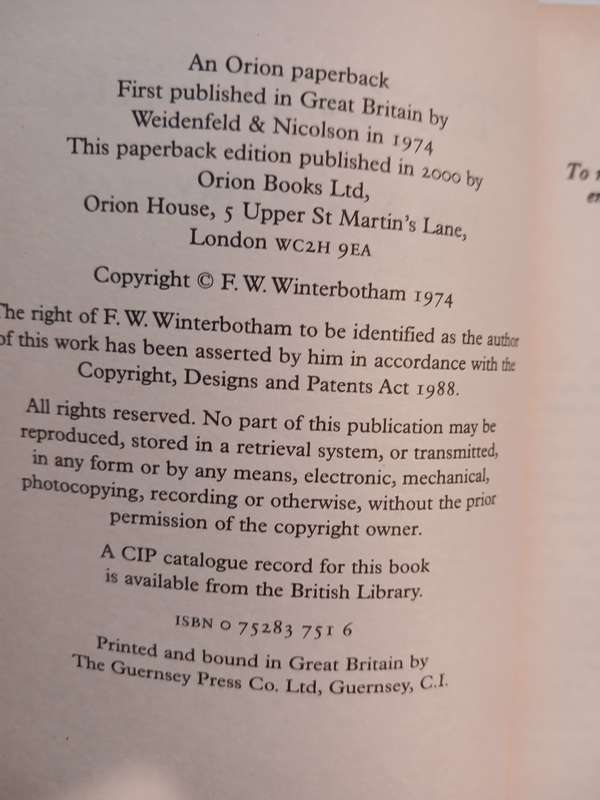 An Orion paperback
First published in Great Britain by
Weidenfeld & Nicolson in 1974
This paperback edition published in 2000 by
Orion Books Ltd,
Orion House, 5 Upper St Martin's Lane,
London WC2H 9EA
Copyright © F. W. Winterbotham 1974
The right of F. W. Winterbotham to be identified as the author
of this work has been asserted by him in accordance with the
Copyright, Designs and Patents Act 1988.
All rights reserved. No part of this publication may be
reproduced, stored in a retrieval system, or transmitted,
in any form or by any means, electronic, mechanical,
photocopying, recording or otherwise, without the prior
permission of the copyright owner.
A CIP catalogue record for this book
is available from the British Library.
ISBN 0 75283 751 6
Printed and bound in Great Britain by
The Guernsey Press Co. Ltd, Guernsey, C.I.
To